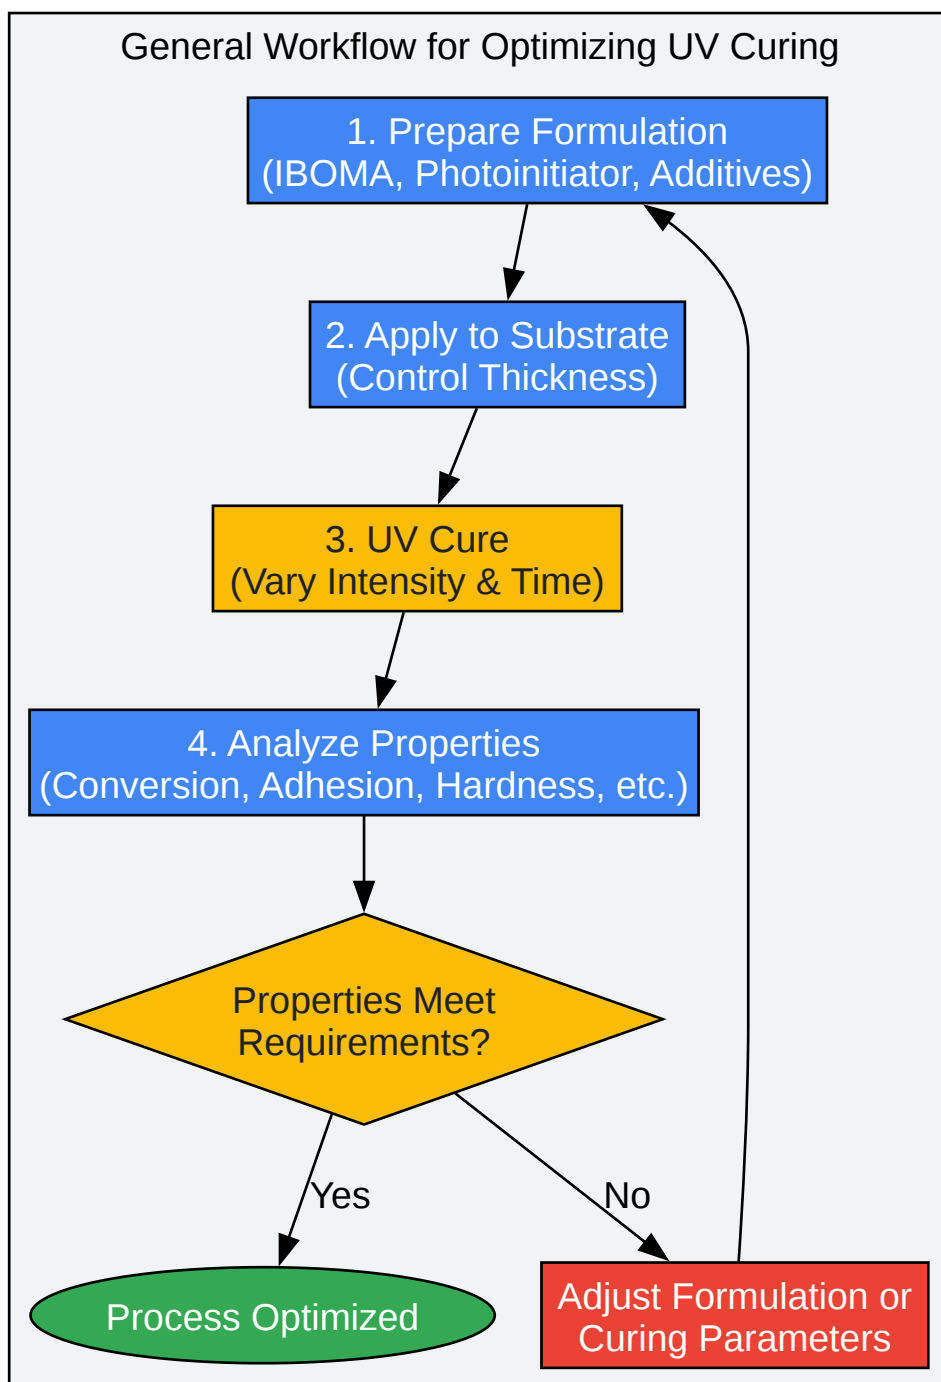 General Workflow for Optimizing UV Curing
1. Prepare Formulation
(IBOMA, Photoinitiator, Additives)
2. Apply to Substrate
(Control Thickness)
3. UV Cure
(Vary Intensity & Time)
4. Analyze Properties
(Conversion, Adhesion, Hardness, etc.)
Properties Meet
Requirements?
Yes
No
Process Optimized
Adjust Formulation or
Curing Parameters